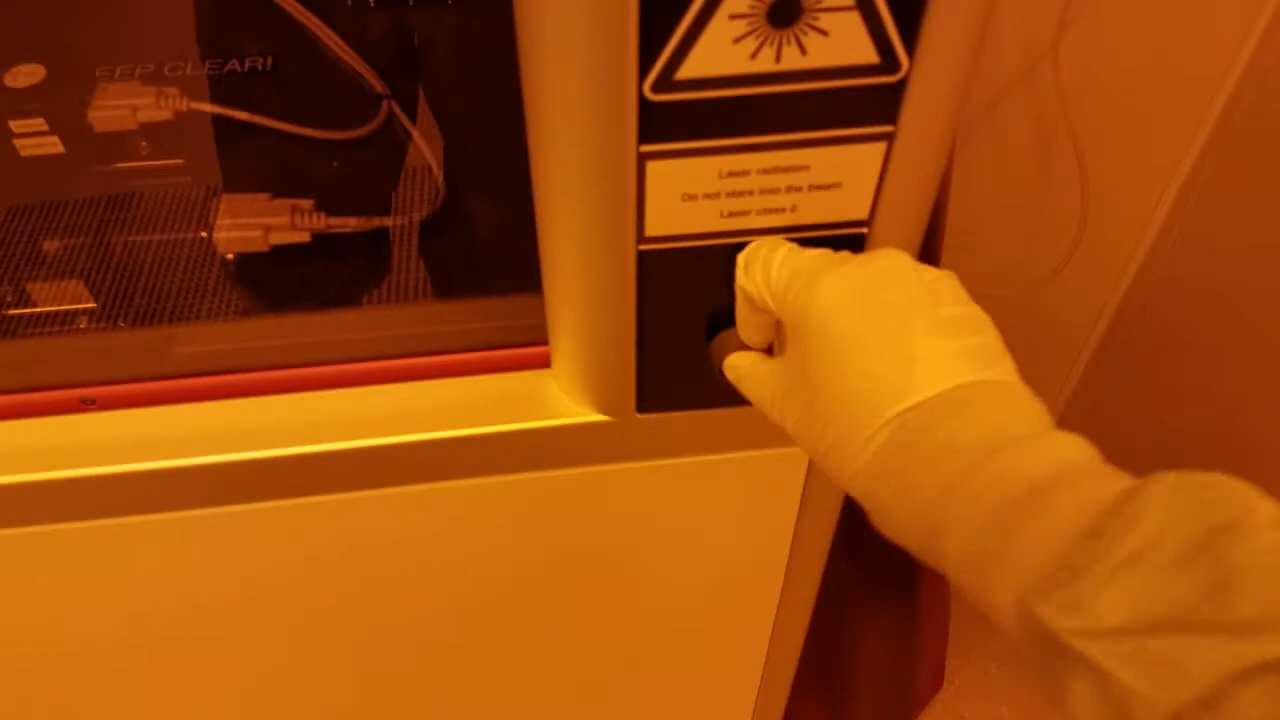 EEP CLEAR!
Laser radiation
Do not stare into the beam
Laser class 2